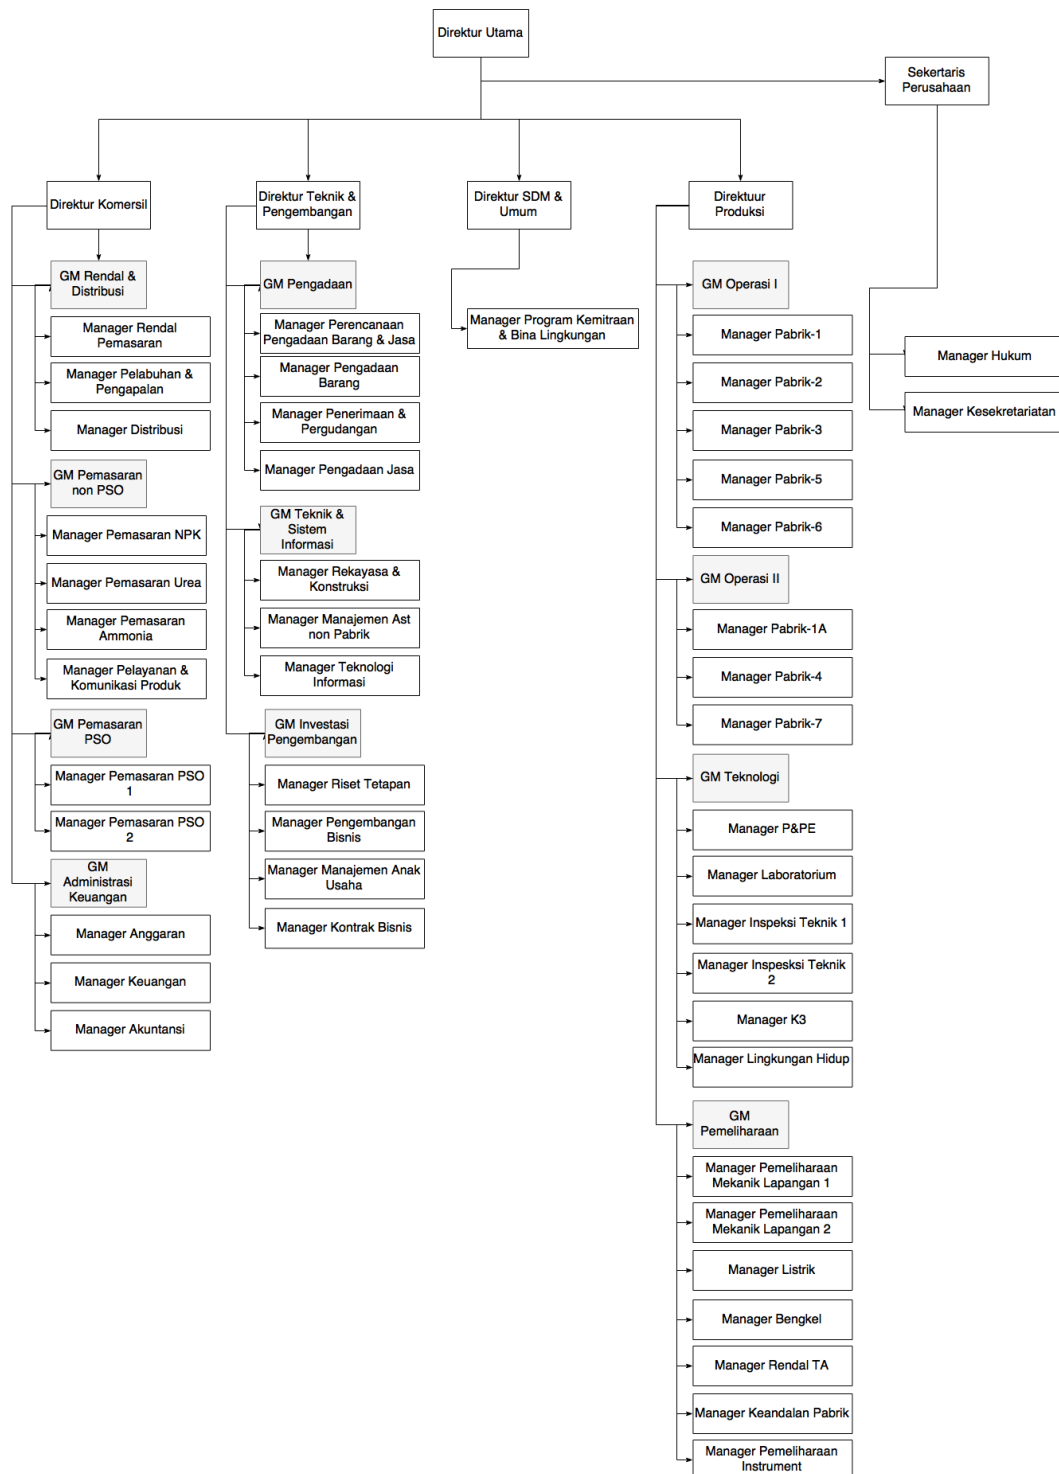 Direktur Utama
Sekertaris
Perusahaan
Direktur Komersil
Direktur Teknik &
Pengembangan
Direktur SDM &
Umum
Direktuur
Produksi
GM Rendal &
Distribusi
Manager Rendal
Pemasaran
Manager Pelabuhan &
Pengapalan
Manager Distribusi
GM Pemasaran
non PSO
Manager Pemasaran NPK
Manager Pemasaran Urea
Manager Pemasaran
Ammonia
Manager Pelayanan &
Komunikasi Produk
GM Pemasaran
PSO
Manager Pemasaran PSO
1
Manager Pemasaran PSO
2
GM
Administrasi
Keuangan
Manager Anggaran
Manager Keuangan
Manager Akuntansi
GM Pengadaan
Manager Perencanaan
Pengadaan Barang & Jasa
Manager Pengadaan
Barang
Manager Penerimaan &
Pergudangan
Manager Pengadaan Jasa
GM Teknik &
Sistem
Informasi
Manager Rekayasa &
Konstruksi
Manager Manajemen Ast
non Pabrik
Manager Teknologi
Informasi
GM Investasi
Pengembangan
Manager Riset Tetapan
Manager Pengembangan
Bisnis
Manager Manajemen Anak
Usaha
Manager Kontrak Bisnis
Manager Program Kemitraan
& Bina Lingkungan
GM Operasi I
Manager Pabrik-1
Manager Pabrik-2
Manager Pabrik-3
Manager Pabrik-5
Manager Pabrik-6
GM Operasi II
Manager Pabrik-1A
Manager Pabrik-4
Manager Pabrik-7
GM Teknologi
Manager P&PE
Manager Laboratorium
Manager Inspeksi Teknik 1
Manager Inspesksi Teknik
2
Manager K3
Manager Lingkungan Hidup
GM
Pemeliharaan
Manager Pemeliharaan
Mekanik Lapangan 1
Manager Pemeliharaan
Mekanik Lapangan 2
Manager Listrik
Manager Bengkel
Manager Rendal TA
Manager Keandalan Pabrik
Manager Pemeliharaan
Instrument
Manager Hukum
Manager Kesekretariatan